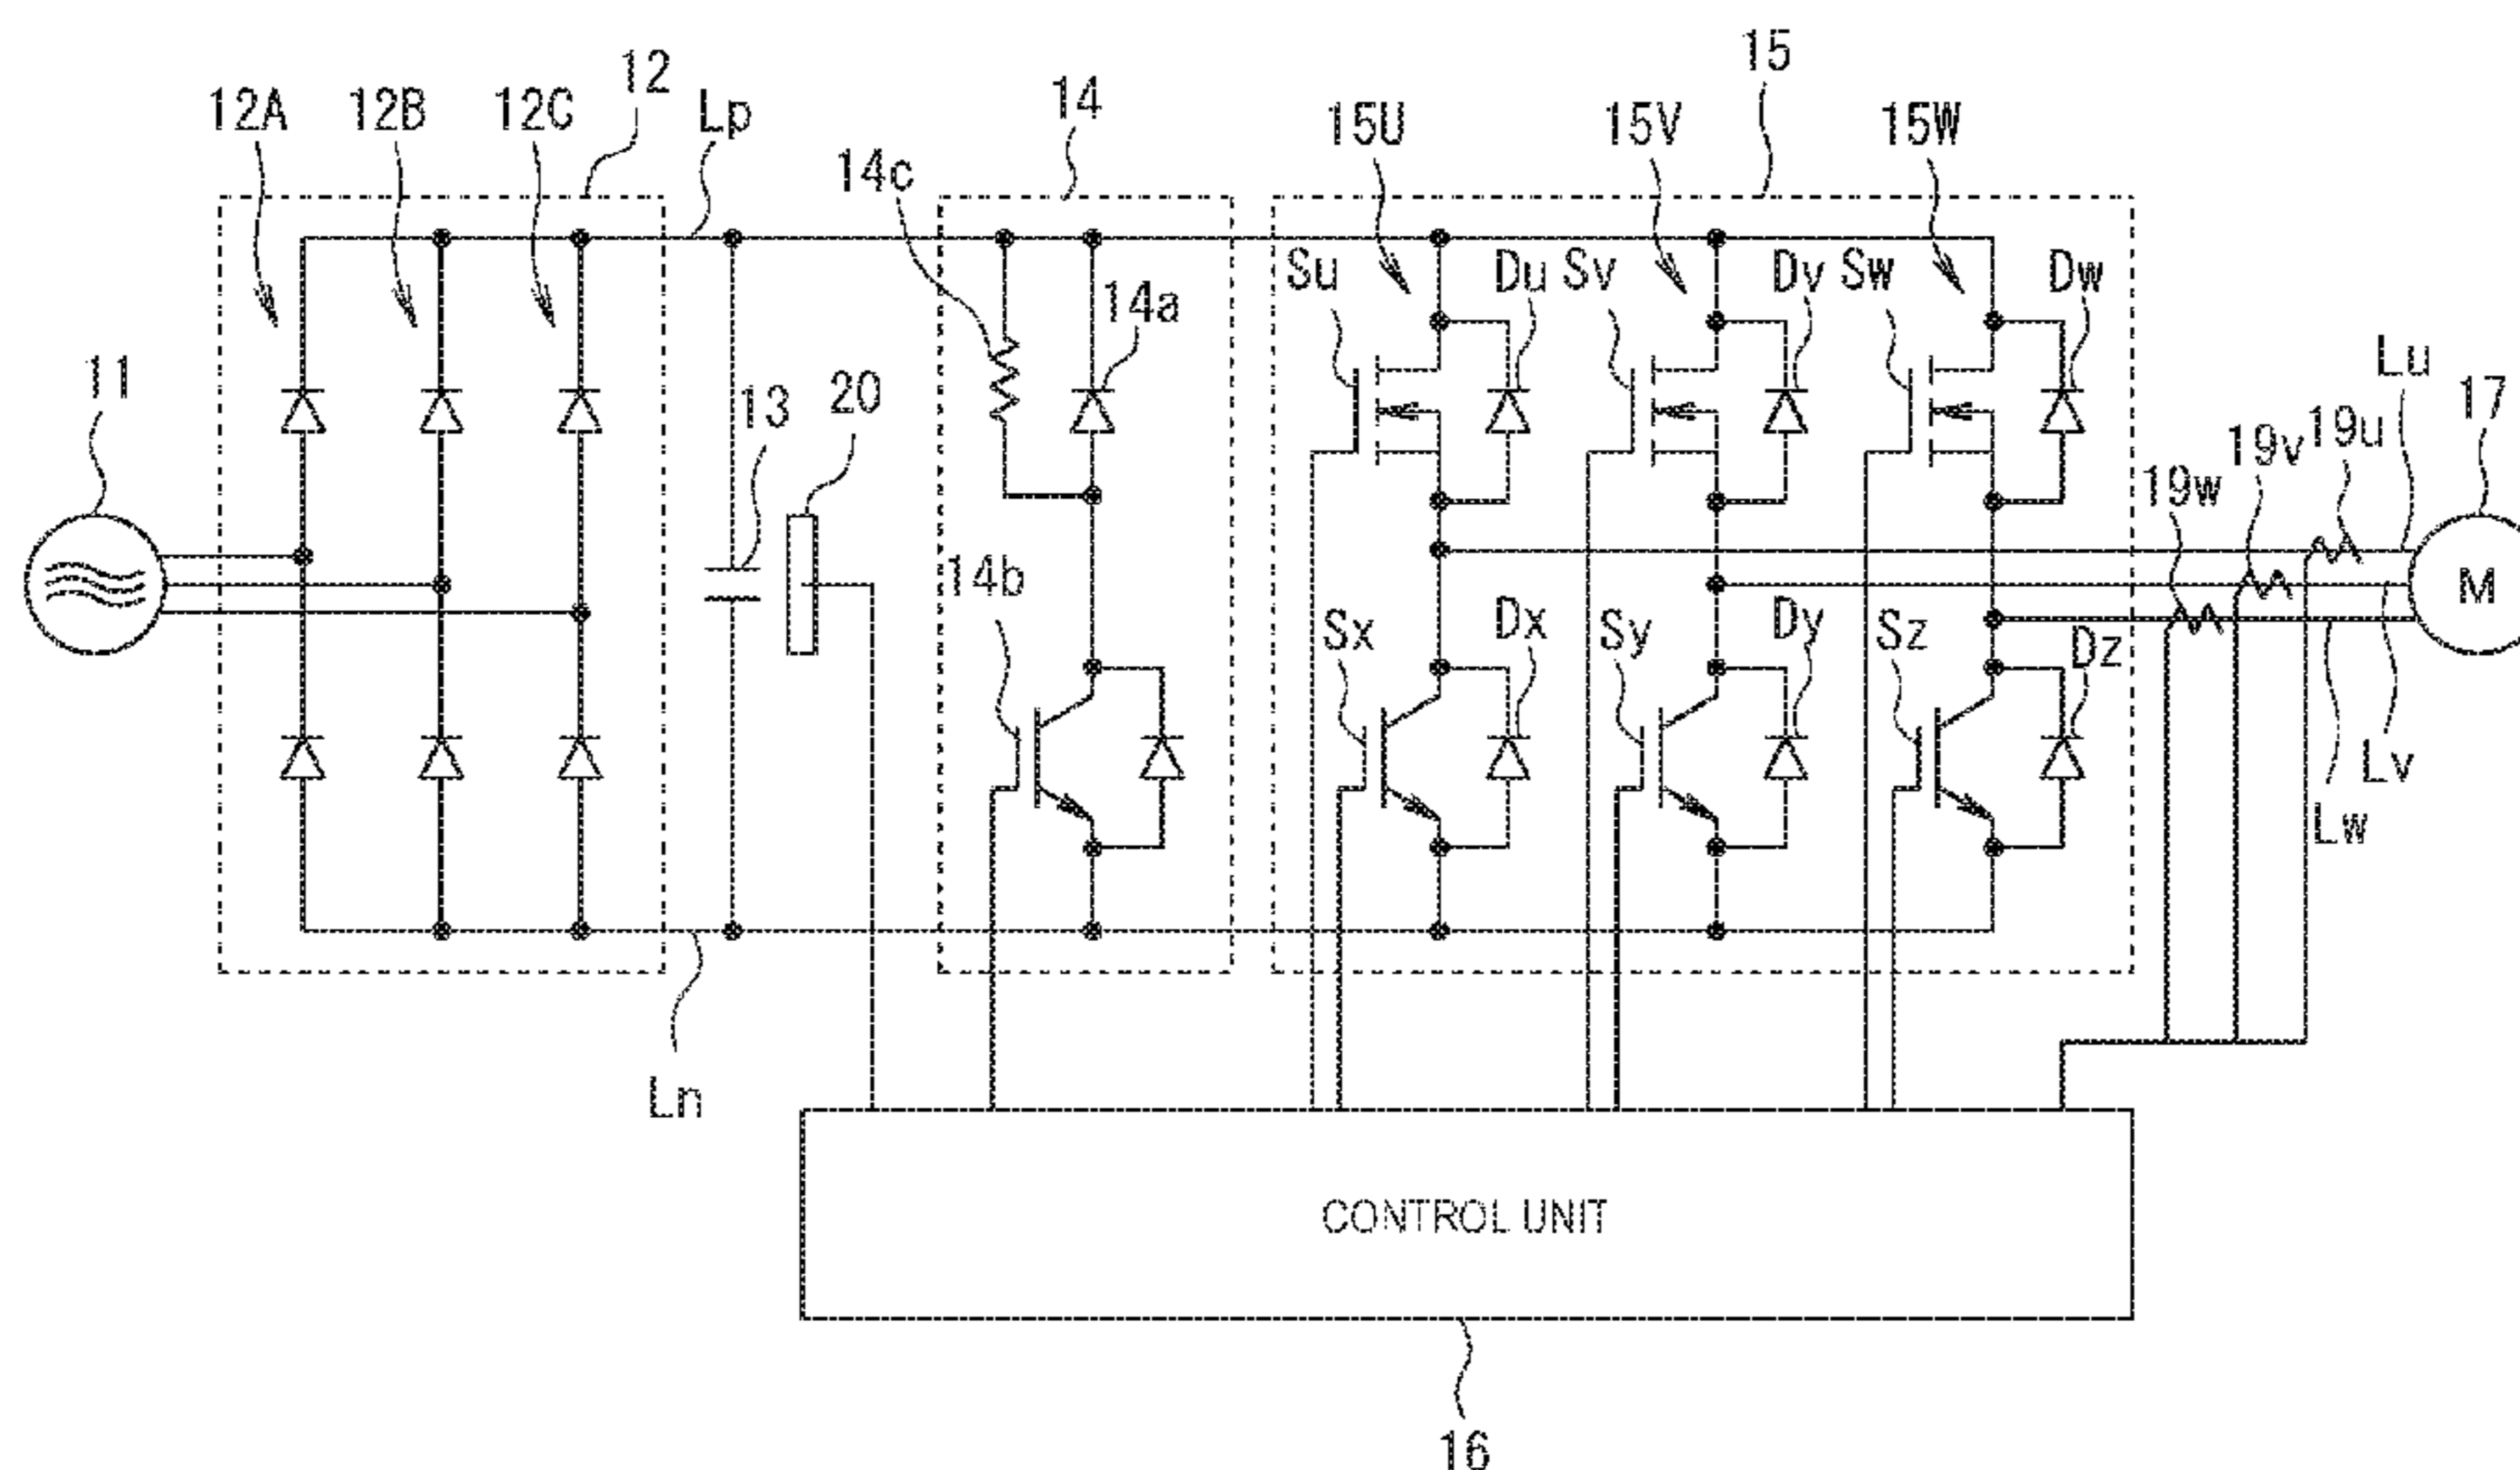 15
12
14
12A 12B 12C Lp
15U 15V 15W
14c
Su Du Sv Dv Sw Dw
14a
11
13 20
Lu
17
19w 19v 19u
14b
M
Sx Dx Sy Dy Sz Dz
Lv
Lw
Ln
CONTROL UNIT
16